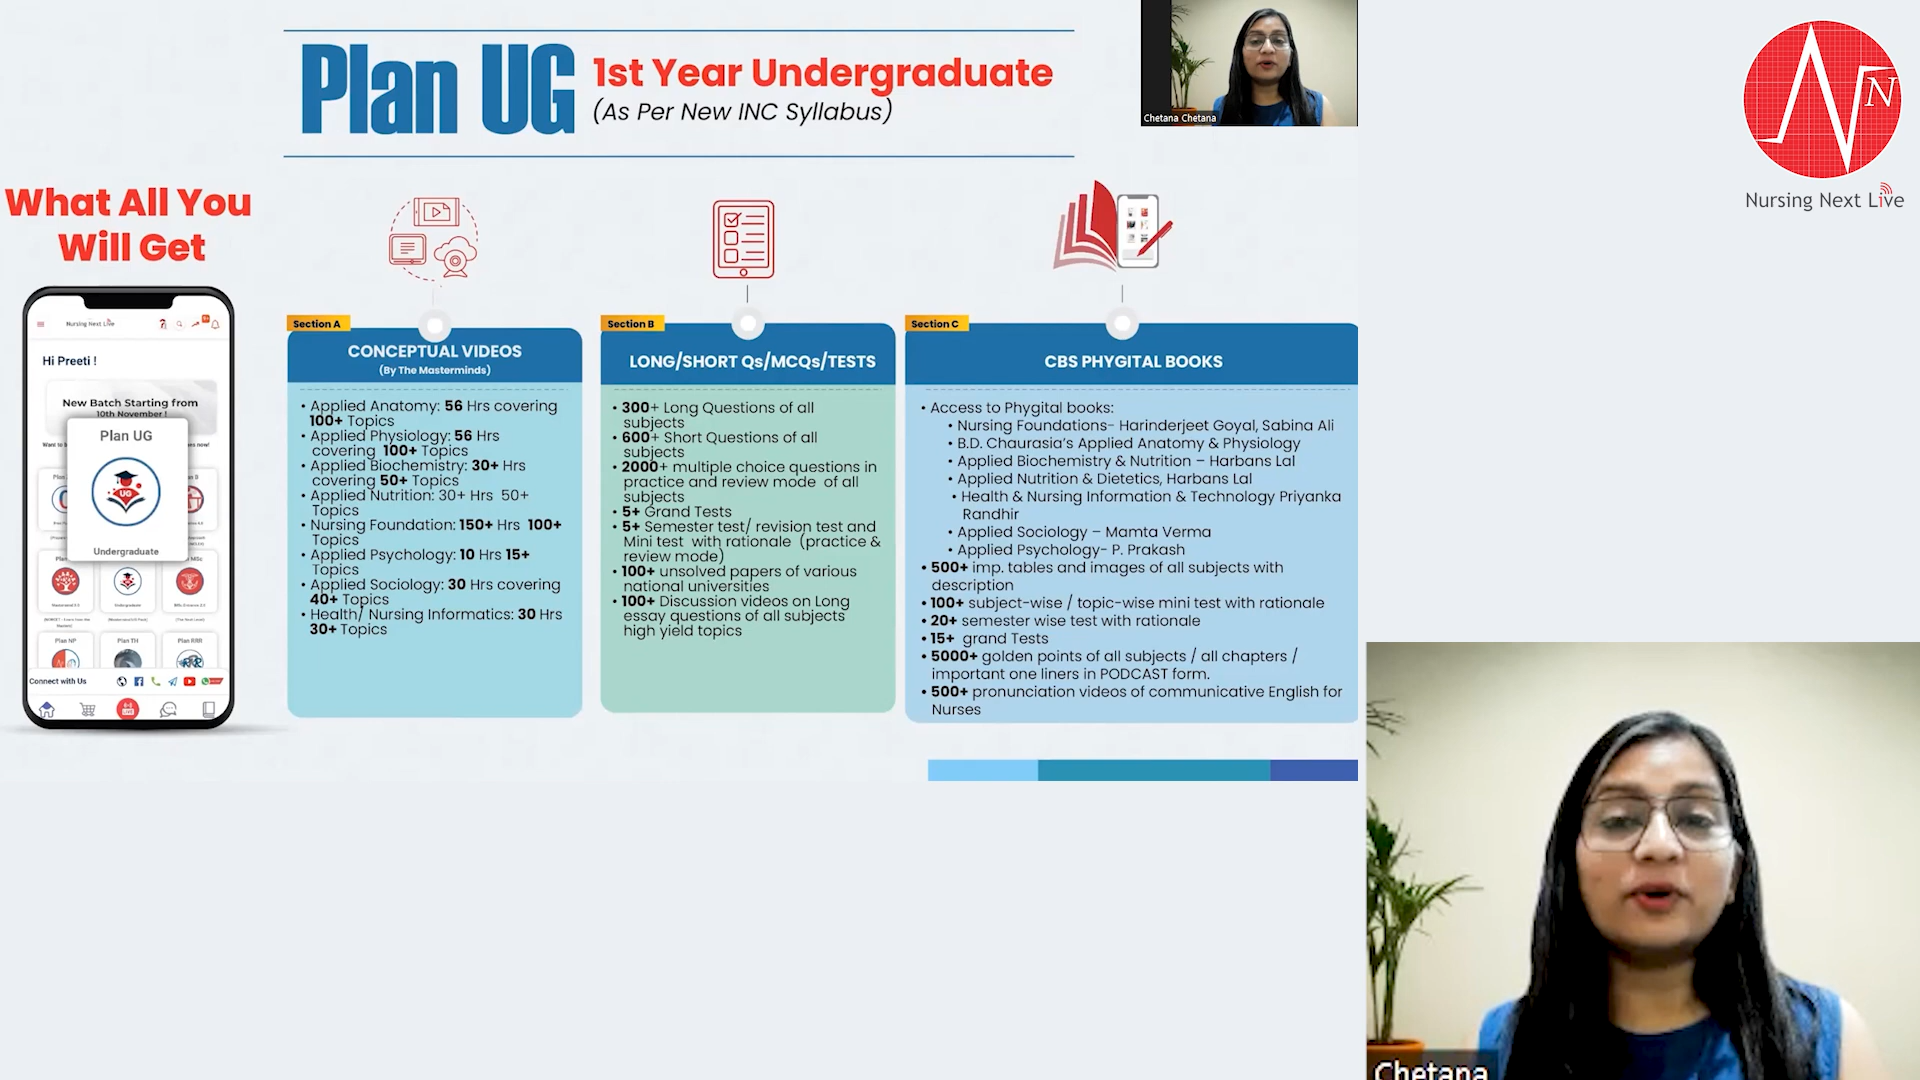 Plan UG
1st Year Undergraduate
(As Per New INC Syllabus)
Chetana Chetana
N
Nursing Next Live
What All You
Will Get
Nursing Next Live
Hi Preeti !
New Batch Starting from
10th November !
Plan UG
UG
Undergraduate
Plan NP
Plan TH
Plan RRR
Connect with Us
Section A
CONCEPTUAL VIDEOS
(By The Masterminds)
• Applied Anatomy: 56 Hrs covering
100+ Topics
• Applied Physiology: 56 Hrs
covering 100+ Topics
• Applied Biochemistry: 30+ Hrs
covering 50+ Topics
• Applied Nutrition: 30+ Hrs 50+
Topics
• Nursing Foundation: 150+ Hrs 100+
Topics
• Applied Psychology: 10 Hrs 15+
Topics
• Applied Sociology: 30 Hrs covering
40+ Topics
• Health/ Nursing Informatics: 30 Hrs
30+ Topics
Section B
LONG/SHORT Qs/MCQs/TESTS
• 300+ Long Questions of all
subjects
• 600+ Short Questions of all
subjects
• 2000+ multiple choice questions in
practice and review mode of all
subjects
• 5+ Grand Tests
• 5+ Semester test/ revision test and
Mini test with rationale (practice &
review mode)
• 100+ unsolved papers of various
national universities
• 100+ Discussion videos on Long
essay questions of all subjects
high yield topics
Section C
CBS PHYGITAL BOOKS
• Access to Phygital books:
• Nursing Foundations- Harinderjeet Goyal, Sabina Ali
• B.D. Chaurasia's Applied Anatomy & Physiology
• Applied Biochemistry & Nutrition – Harbans Lal
• Applied Nutrition & Dietetics, Harbans Lal
• Health & Nursing Information & Technology Priyanka
Randhir
• Applied Sociology – Mamta Verma
• Applied Psychology- P. Prakash
• 500+ imp. tables and images of all subjects with
description
• 100+ subject-wise / topic-wise mini test with rationale
• 20+ semester wise test with rationale
• 15+ grand Tests
• 5000+ golden points of all subjects / all chapters /
important one liners in PODCAST form.
• 500+ pronunciation videos of communicative English for
Nurses
Chetana